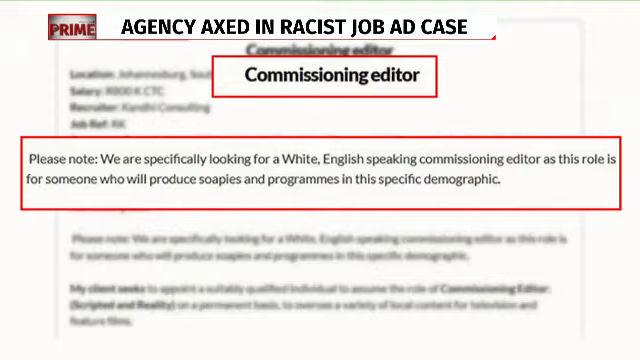 PRIME
AGENCY AXED IN RACIST JOB AD CASE
Commissioning editor
Commissioning editor
Location: Johannesburg, Sout
Salary: R800 K CTC
Recruiter: Kandhi Consulting
Job Ref: RK
Please note: We are specifically looking for a White, English speaking commissioning editor as this role is
for someone who will produce soapies and programmes in this specific demographic.
Please note: We are specifically looking for a White, English speaking commissioning editor as this role is
for someone who will produce soapies and programmes in this specific demographic.
My client seeks to appoint a suitably qualified individual to assume the role of Commissioning Editor:
(Scripted and Reality) on a permanent basis, to oversee a variety of local content for television and
feature films.